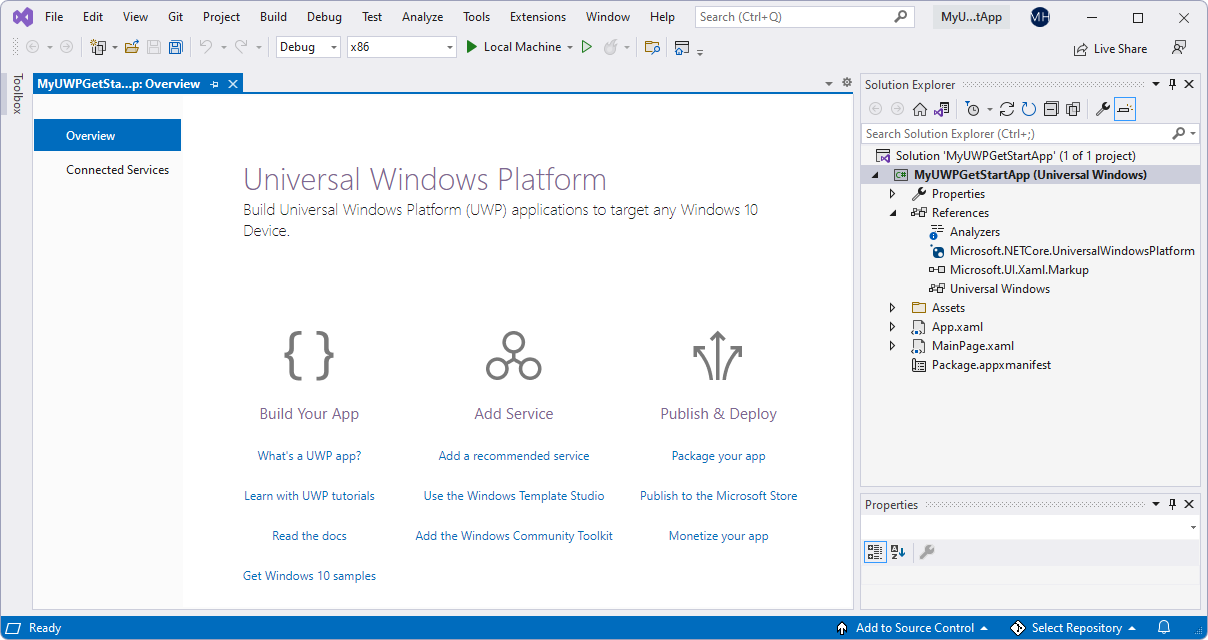 File Edit View Git Project Build Debug Test Analyze Tools Extensions Window Help Search (Ctrl+Q) MyU...tApp MH
Debug x86 Local Machine Live Share
Toolbox
MyUWPGetSta...p: Overview
Overview
Connected Services
Universal Windows Platform
Build Universal Windows Platform (UWP) applications to target any Windows 10
Device.
Build Your App
What's a UWP app?
Learn with UWP tutorials
Read the docs
Get Windows 10 samples
Add Service
Add a recommended service
Use the Windows Template Studio
Add the Windows Community Toolkit
Publish & Deploy
Package your app
Publish to the Microsoft Store
Monetize your app
Solution Explorer
Search Solution Explorer (Ctrl+;)
Solution 'MyUWPGetStartApp' (1 of 1 project)
C# MyUWPGetStartApp (Universal Windows)
Properties
References
Analyzers
Microsoft.NETCore.UniversalWindowsPlatform
Microsoft.UI.Xaml.Markup
Universal Windows
Assets
App.xaml
MainPage.xaml
Package.appxmanifest
Properties
Ready Add to Source Control Select Repository